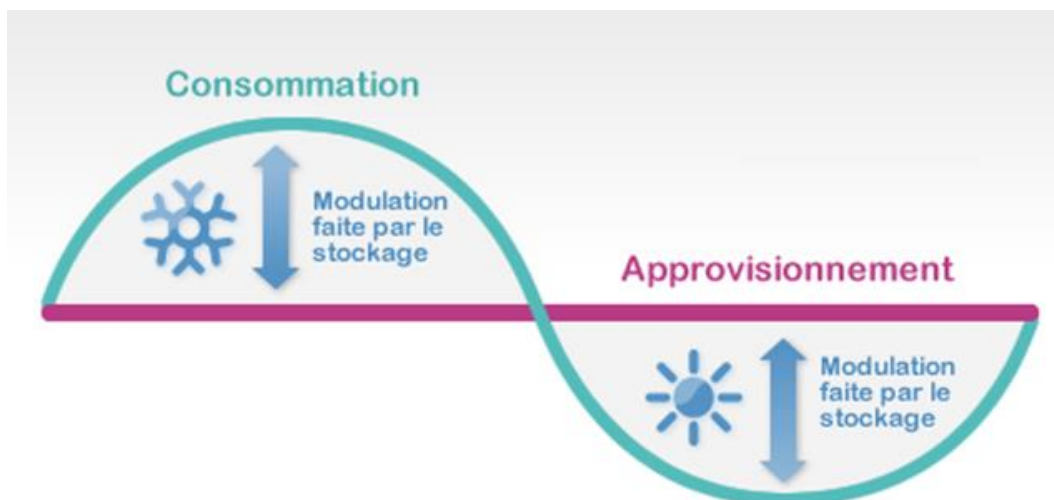 Consommation
Modulation
faite par le
stockage
Approvisionnement
Modulation
faite par le
stockage